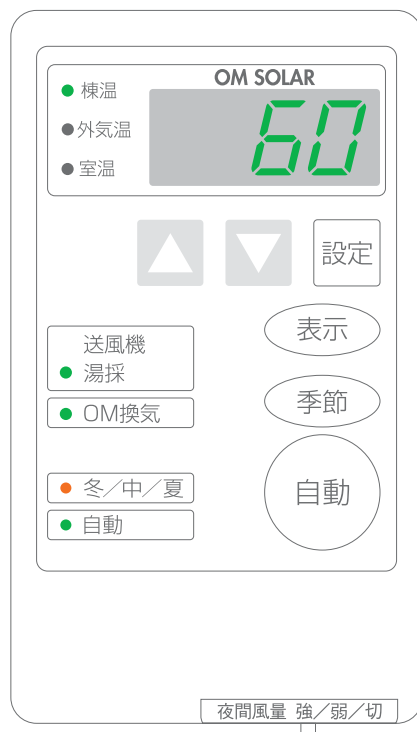 OM SOLAR
棟温
外気温
室温
60
設定
表示
送風機
湯採
季節
OM換気
自動
冬／中／夏
自動
夜間風量 強／弱／切